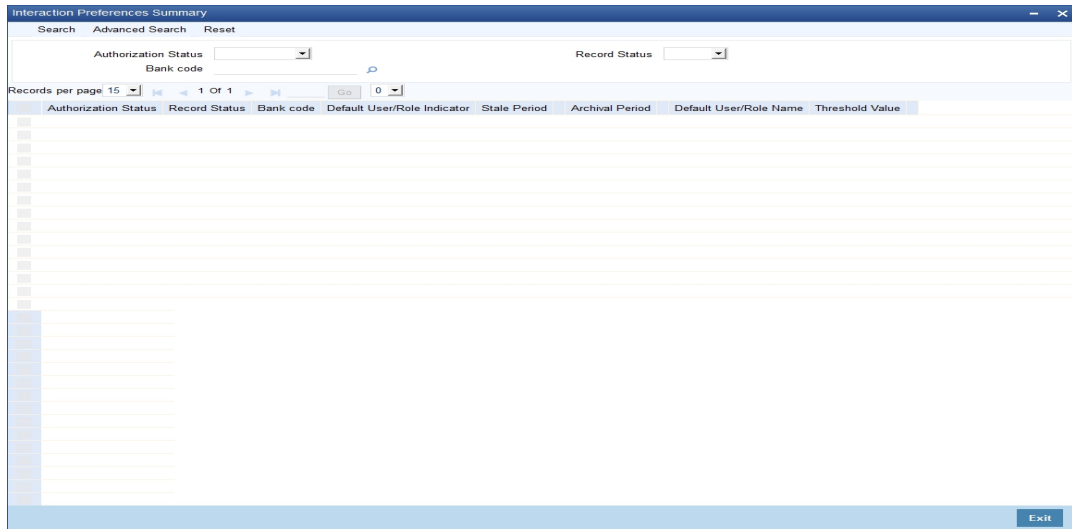 Interaction Preferences Summary
Search Advanced Search Reset
Authorization Status Record Status
Bank code
Records per page 15 1 Of 1 Go 0
Authorization Status Record Status Bank code Default User/Role Indicator Stale Period Archival Period Default User/Role Name Threshold Value
Exit